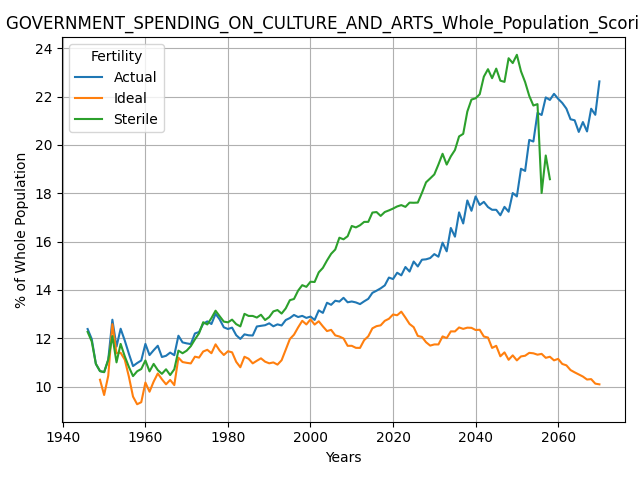 GOVERNMENT_SPENDING_ON_CULTURE_AND_ARTS_Whole_Population_Scori
Fertility
Actual
Ideal
Sterile
% of Whole Population
24
22
20
18
16
14
12
10
1940 1960 1980 2000 2020 2040 2060
Years